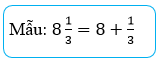 Mẫu: 8 1/3 = 8 + 1/3